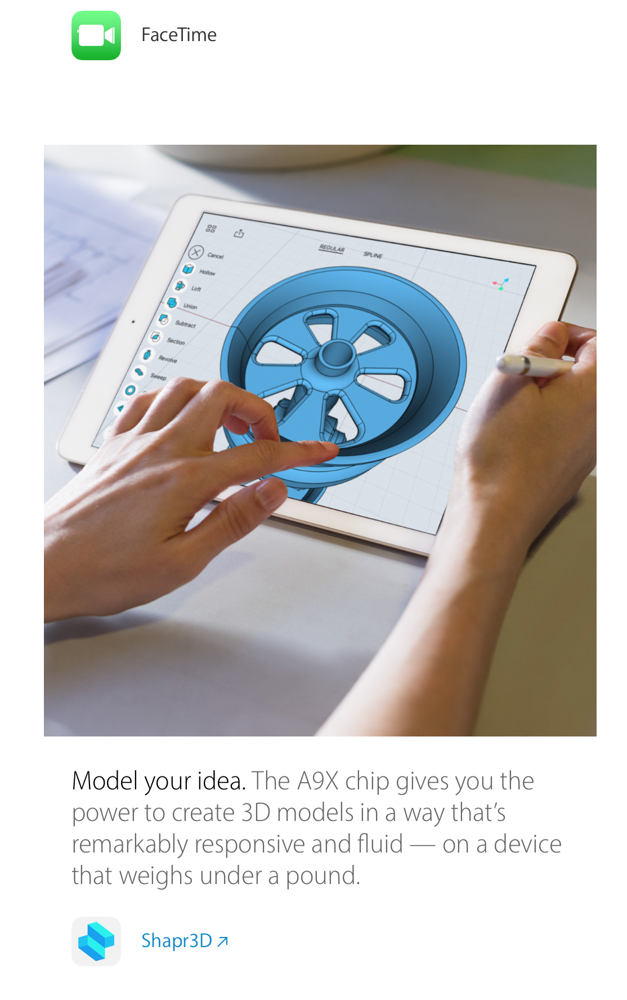 FaceTime
REGULAR
SPLINE
Cancel
Hollow
Loft
Union
Subtract
Section
Revolve
Sweep
Model your idea. The A9X chip gives you the
power to create 3D models in a way that’s
remarkably responsive and fluid — on a device
that weighs under a pound.
Shapr3D ↗